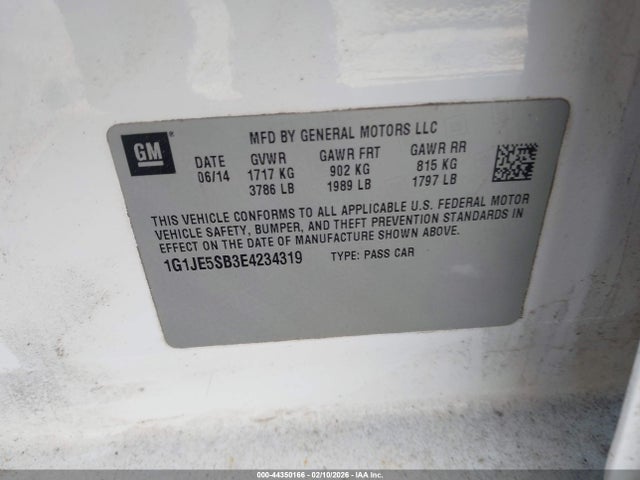 GM
MFD BY GENERAL MOTORS LLC
DATE GVWR GAWR FRT GAWR RR
06/14 1717 KG 902 KG 815 KG
3786 LB 1989 LB 1797 LB
THIS VEHICLE CONFORMS TO ALL APPLICABLE U.S. FEDERAL MOTOR
VEHICLE SAFETY, BUMPER, AND THEFT PREVENTION STANDARDS IN
EFFECT ON THE DATE OF MANUFACTURE SHOWN ABOVE.
1G1JE5SB3E4234319 TYPE: PASS CAR
000-44350166 - 02/10/2026 - IAAI.COM